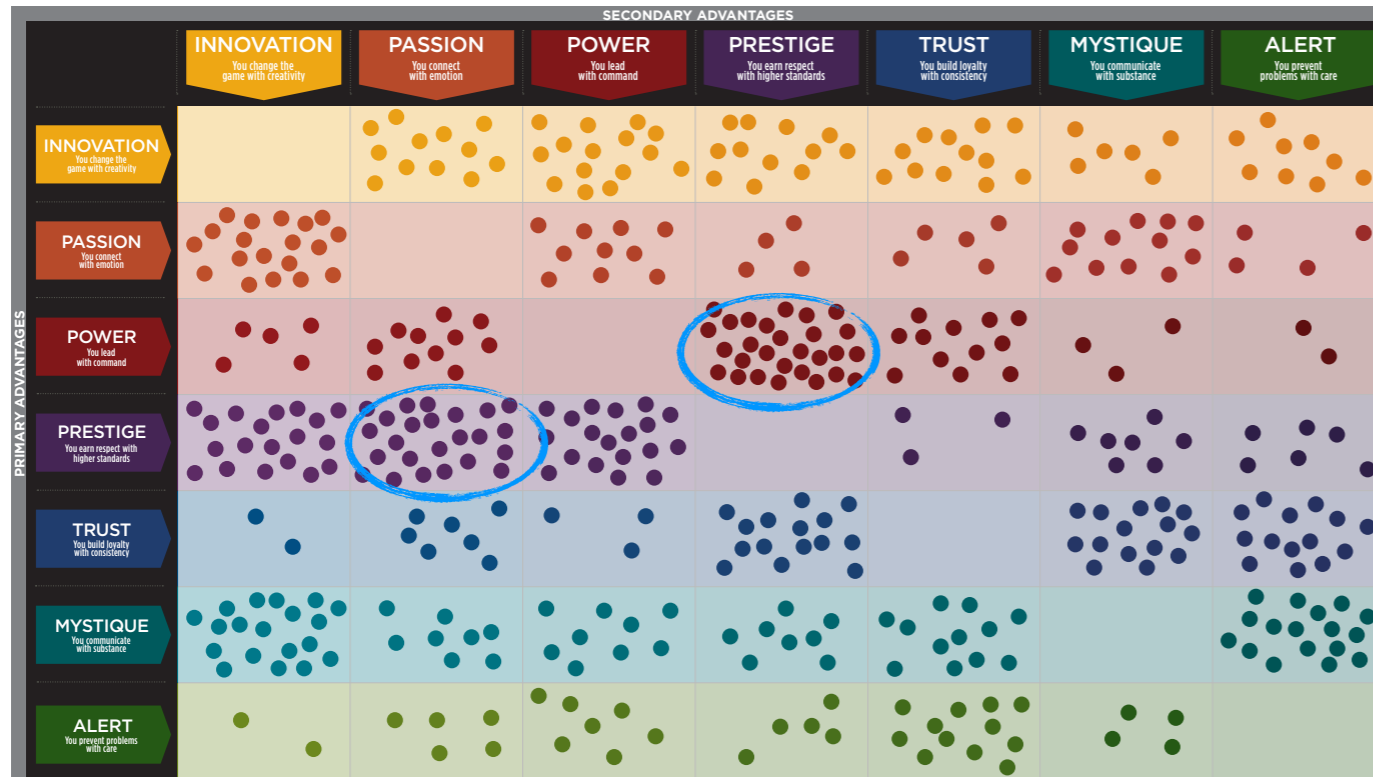 SECONDARY ADVANTAGES
INNOVATION
You change the
game with creativity
PASSION
You connect
with emotion
POWER
You lead
with command
PRESTIGE
You earn respect
with higher standards
TRUST
You build loyalty
with consistency
MYSTIQUE
You communicate
with substance
ALERT
You prevent
problems with care
PRIMARY ADVANTAGES
INNOVATION
You change the
game with creativity
PASSION
You connect
with emotion
POWER
You lead
with command
PRESTIGE
You earn respect with
higher standards
TRUST
You build loyalty
with consistency
MYSTIQUE
You communicate
with substance
ALERT
You prevent problems
with care